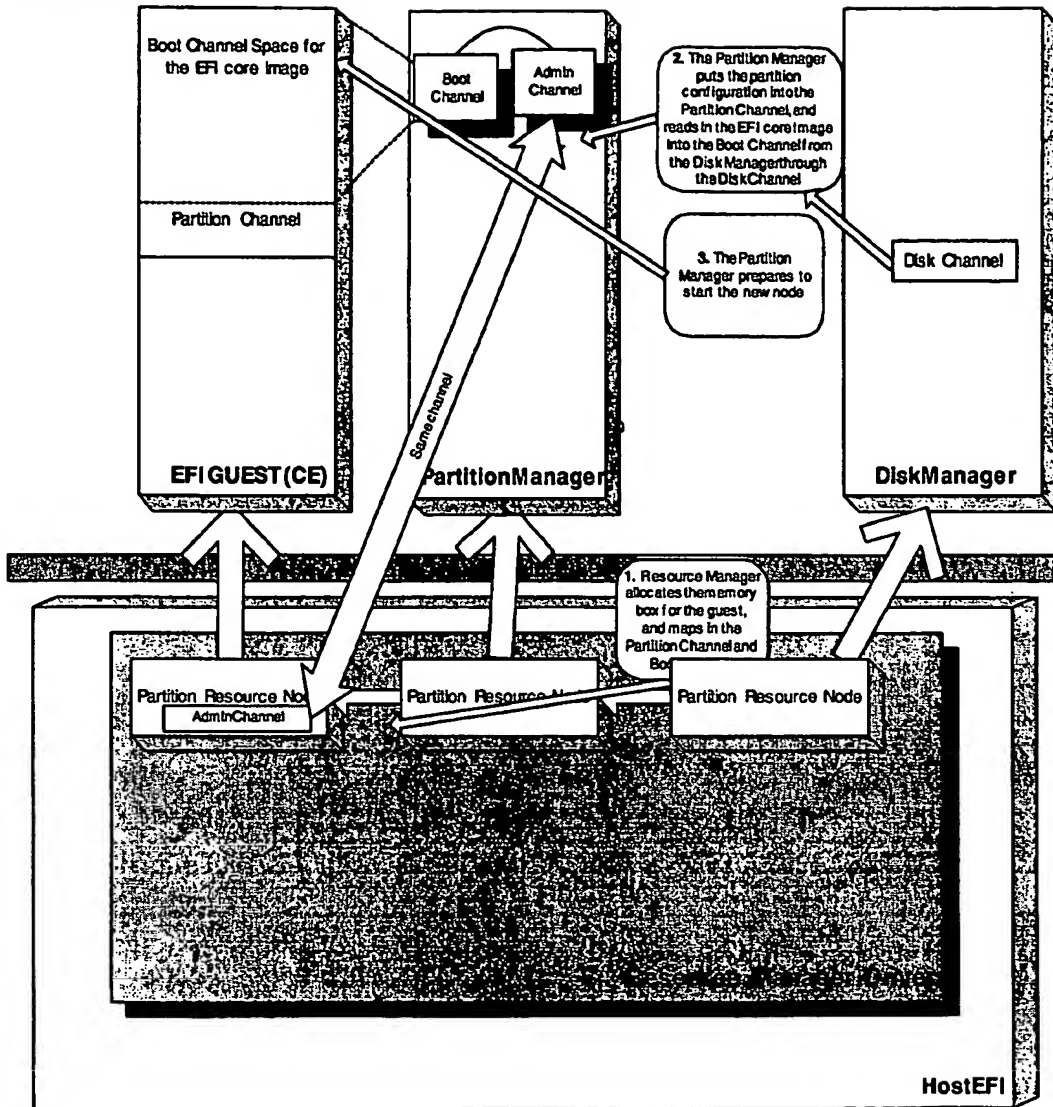 Boot Channel Space for
the EFI core image
Partition Channel
EFI GUEST(CE)
Boot
Channel
Admin
Channel
PartitionManager
2. The Partition Manager
puts the partition
configuration into the
Partition Channel, and
reads in the EFI core image
into the Boot Channel from
the Disk Manager through
the Disk Channel
3. The Partition
Manager prepares to
start the new node
Disk Channel
DiskManager
Same channel
1. Resource Manager
allocates the memory
box for the guest,
and maps in the
Partition Channel and
Partition Resource Node
AdminChannel
Partition Resource
Partition Resource Node
HostEFI